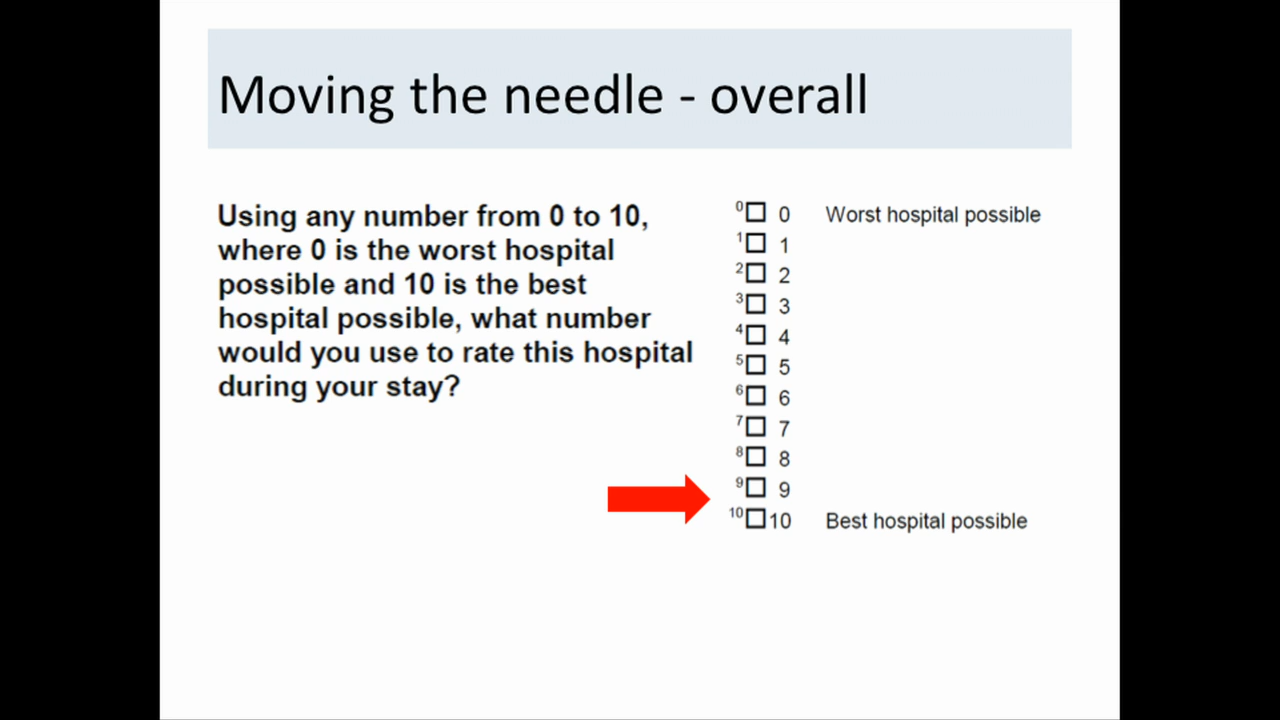 Moving the needle - overall
Using any number from 0 to 10,
where 0 is the worst hospital
possible and 10 is the best
hospital possible, what number
would you use to rate this hospital
during your stay?
0 0 Worst hospital possible
1 1
2 2
3 3
4 4
5 5
6 6
7 7
8 8
9 9
10 10 Best hospital possible